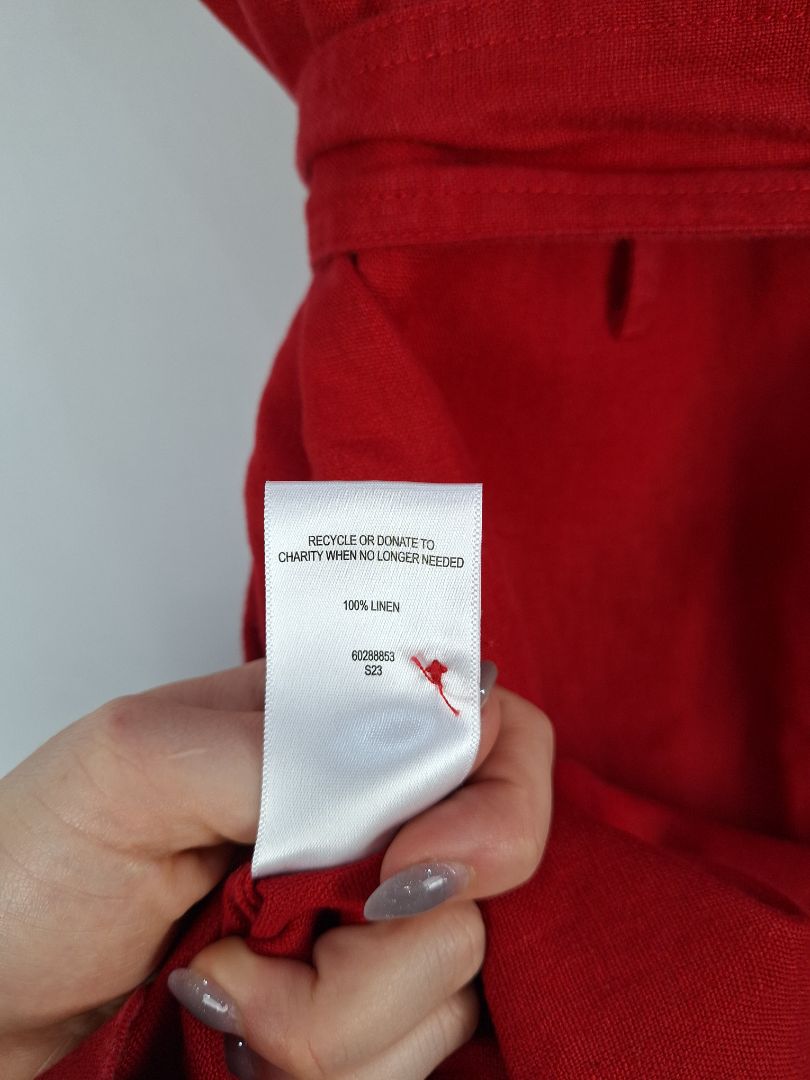 RECYCLE OR DONATE TO
CHARITY WHEN NO LONGER NEEDED
100% LINEN
60288853
S23